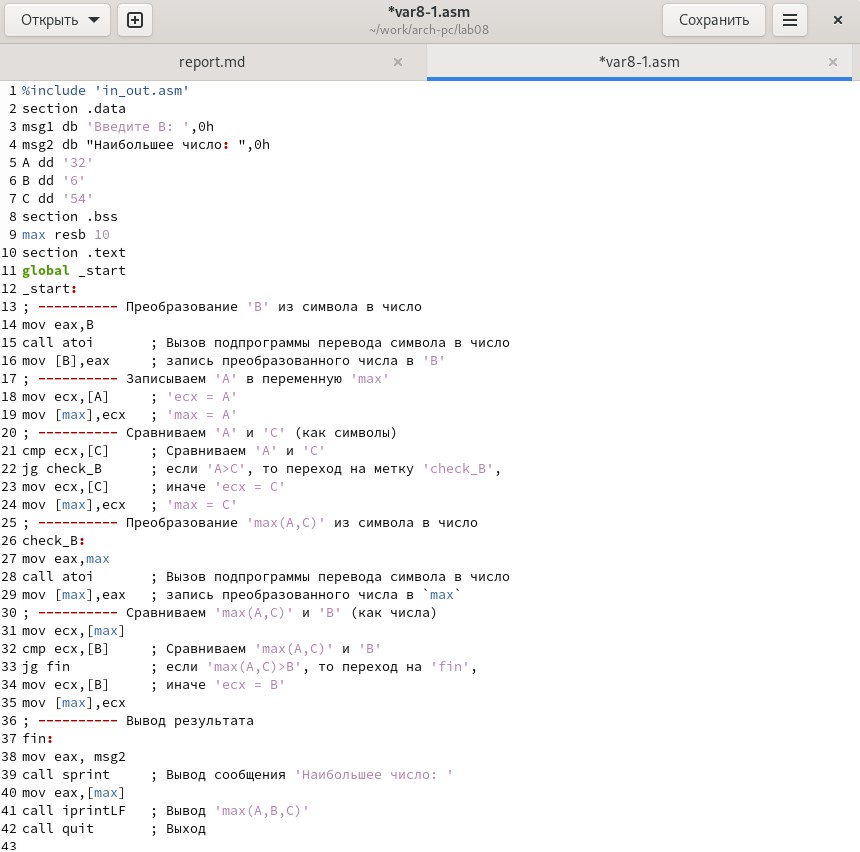 Открыть
*var8-1.asm
~/work/arch-pc/lab08
Сохранить
report.md
*var8-1.asm
1 %include 'in_out.asm'
2 section .data
3 msg1 db 'Введите B: ',0h
4 msg2 db "Наибольшее число: ",0h
5 A dd '32'
6 B dd '6'
7 C dd '54'
8 section .bss
9 max resb 10
10 section .text
11 global _start
12 _start:
13 ; ---------- Преобразование 'B' из символа в число
14 mov eax,B
15 call atoi ; Вызов подпрограммы перевода символа в число
16 mov [B],eax ; запись преобразованного числа в 'B'
17 ; ---------- Записываем 'A' в переменную 'max'
18 mov ecx,[A] ; 'ecx = A'
19 mov [max],ecx ; 'max = A'
20 ; ---------- Сравниваем 'A' и 'С' (как символы)
21 cmp ecx,[C] ; Сравниваем 'A' и 'С'
22 jg check_B ; если 'A>C', то переход на метку 'check_B',
23 mov ecx,[C] ; иначе 'ecx = C'
24 mov [max],ecx ; 'max = C'
25 ; ---------- Преобразование 'max(A,C)' из символа в число
26 check_B:
27 mov eax,max
28 call atoi ; Вызов подпрограммы перевода символа в число
29 mov [max],eax ; запись преобразованного числа в `max`
30 ; ---------- Сравниваем 'max(A,C)' и 'B' (как числа)
31 mov ecx,[max]
32 cmp ecx,[B] ; Сравниваем 'max(A,C)' и 'B'
33 jg fin ; если 'max(A,C)>B', то переход на 'fin',
34 mov ecx,[B] ; иначе 'ecx = B'
35 mov [max],ecx
36 ; ---------- Вывод результата
37 fin:
38 mov eax, msg2
39 call sprint ; Вывод сообщения 'Наибольшее число: '
40 mov eax,[max]
41 call iprintLF ; Вывод 'max(A,B,C)'
42 call quit ; Выход
43